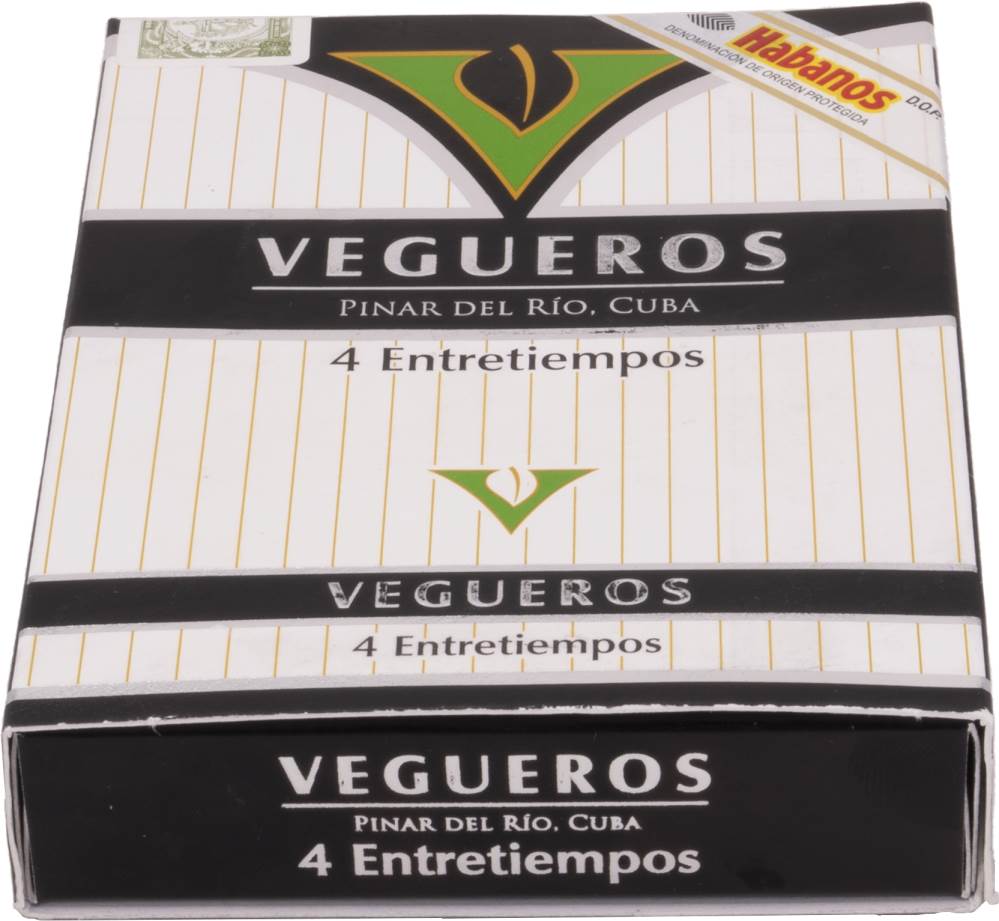 Habanos
DENOMINACIÓN DE ORIGEN PROTEGIDA
D.O.P.
VEGUEROS
PINAR DEL RÍO, CUBA
4 Entretiempos
VEGUEROS
4 Entretiempos
VEGUEROS
PINAR DEL RÍO, CUBA
4 Entretiempos